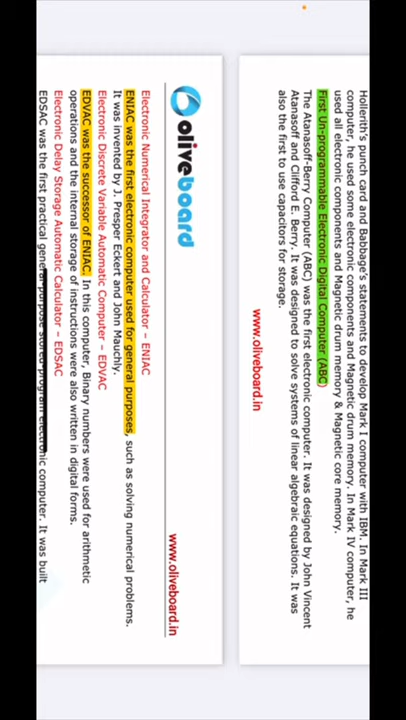 Hollerith's punch card and Babbage's statements to develop Mark I computer with IBM. In Mark III
computer, he used some electronic components and Magnetic drum memory. In Mark IV computer, he
used all electronic components and Magnetic drum memory & Magnetic core memory.
First Un-programmable Electronic Digital Computer (ABC)
The Atanasoff-Berry Computer (ABC) was the first electronic computer. It was designed by John Vincent
Atanasoff and Clifford E. Berry. It was designed to solve systems of linear algebraic equations. It was
also the first to use capacitors for storage.
www.oliveboard.in
oliveboard
www.oliveboard.in
Electronic Numerical Integrator and Calculator – ENIAC
ENIAC was the first electronic computer used for general purposes, such as solving numerical problems.
It was invented by J. Presper Eckert and John Mauchly.
Electronic Discrete Variable Automatic Computer – EDVAC
EDVAC was the successor of ENIAC. In this computer, Binary numbers were used for arithmetic
operations and the internal storage of instructions were also written in digital forms.
Electronic Delay Storage Automatic Calculator – EDSAC
EDSAC was the first practical general-purpose stored-program electronic computer. It was built